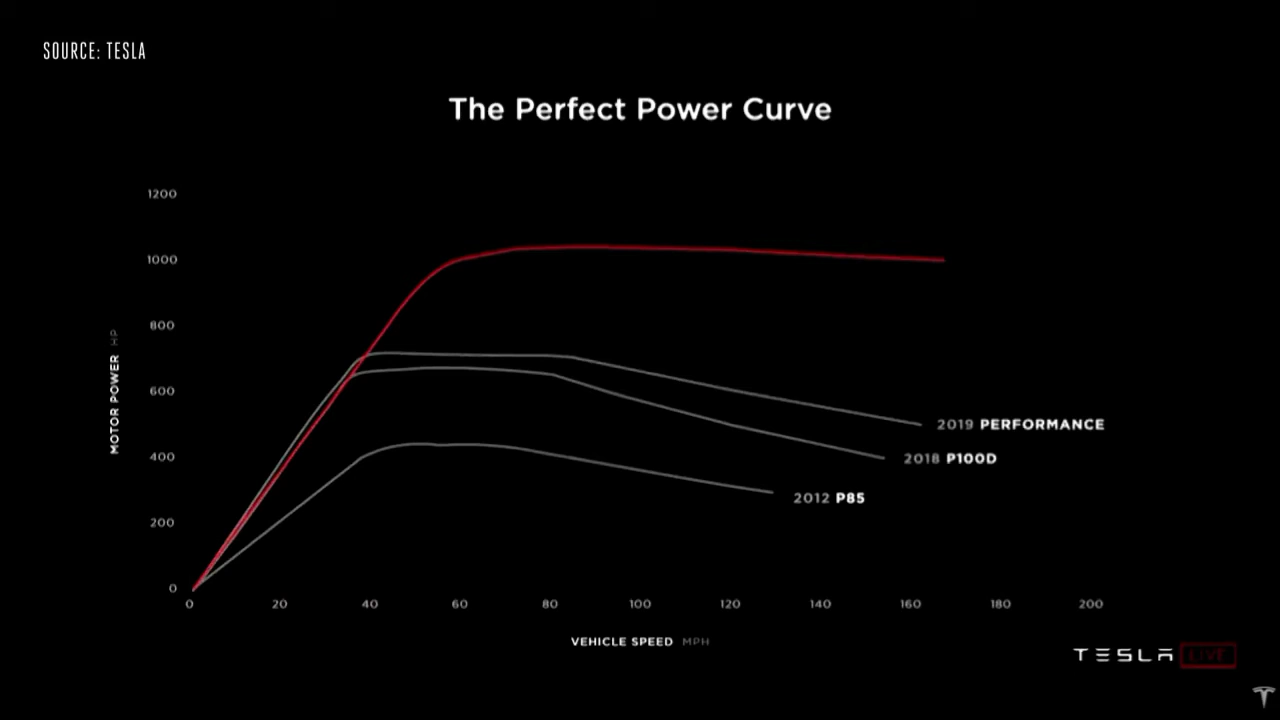 SOURCE: TESLA
The Perfect Power Curve
1200
1000
800
600
400
200
0
MOTOR POWER HP
2019 PERFORMANCE
2018 P100D
2012 P85
0 20 40 60 80 100 120 140 160 180 200
VEHICLE SPEED MPH
TESLA LIVE